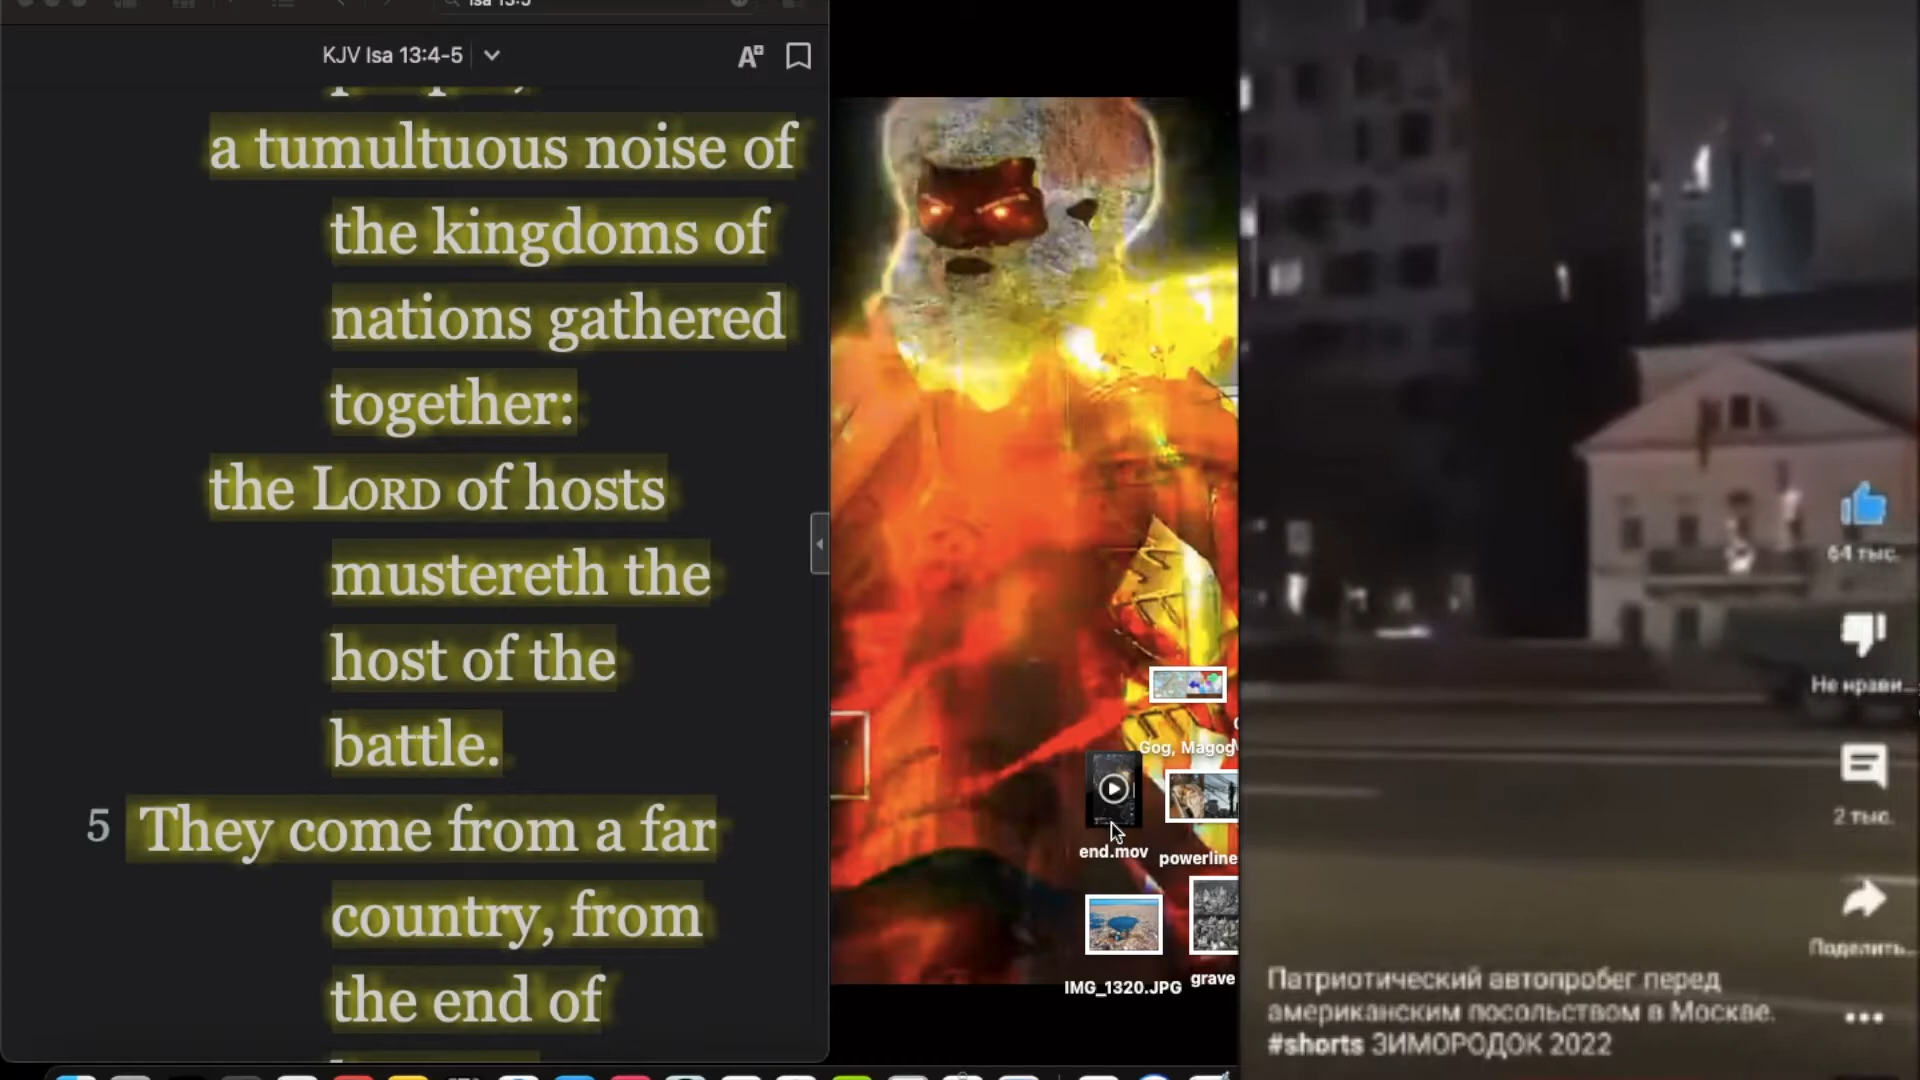 Isa 13:5
KJV Isa 13:4-5
a tumultuous noise of
the kingdoms of
nations gathered
together:
the LORD of hosts
mustereth the
host of the
battle.
5 They come from a far
country, from
the end of
Gog, Magog
end.mov
powerline
IMG_1320.JPG
grave
64 тыс.
Не нрави...
2 тыс.
Поделить...
Патриотический автопробег перед
американским посольством в Москве.
#shorts ЗИМОРОДОК 2022